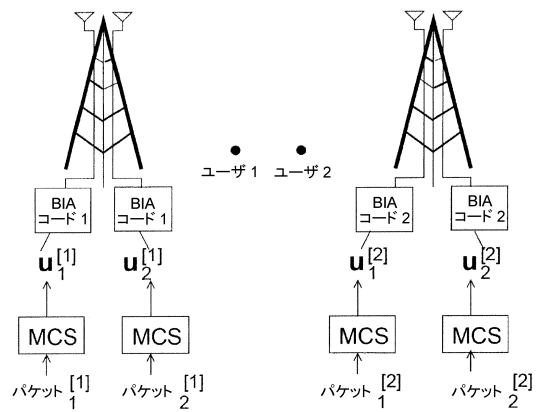 ユーザ 1 ユーザ 2
BIA
コード 1
BIA
コード 1
BIA
コード 2
BIA
コード 2
u₁^[1] u₂^[1] u₁^[2] u₂^[2]
MCS MCS MCS MCS
パケット₁^[1] パケット₂^[1] パケット₁^[2] パケット₂^[2]